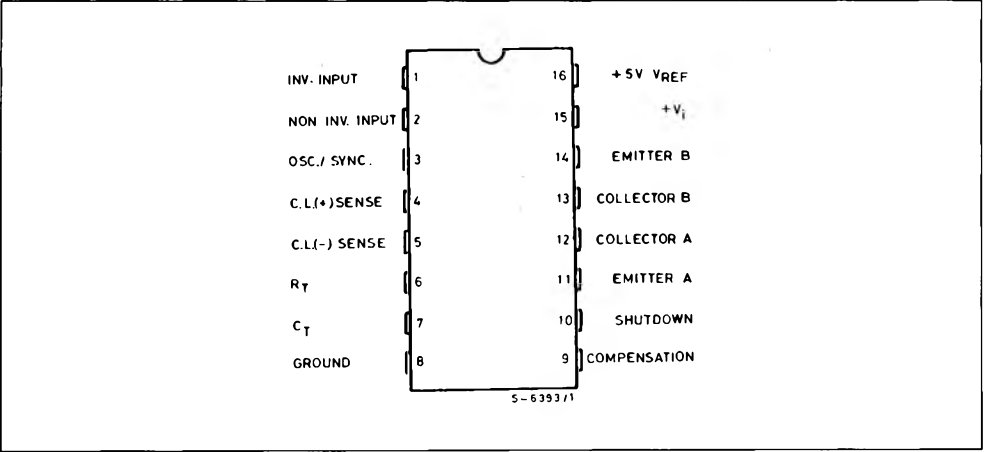 INV. INPUT 1 16 +5V VREF
NON INV. INPUT 2 15 +Vi
OSC./ SYNC. 3 14 EMITTER B
C.L.(+) SENSE 4 13 COLLECTOR B
C.L.(-) SENSE 5 12 COLLECTOR A
RT 6 11 EMITTER A
CT 7 10 SHUTDOWN
GROUND 8 9 COMPENSATION
S-6393/1